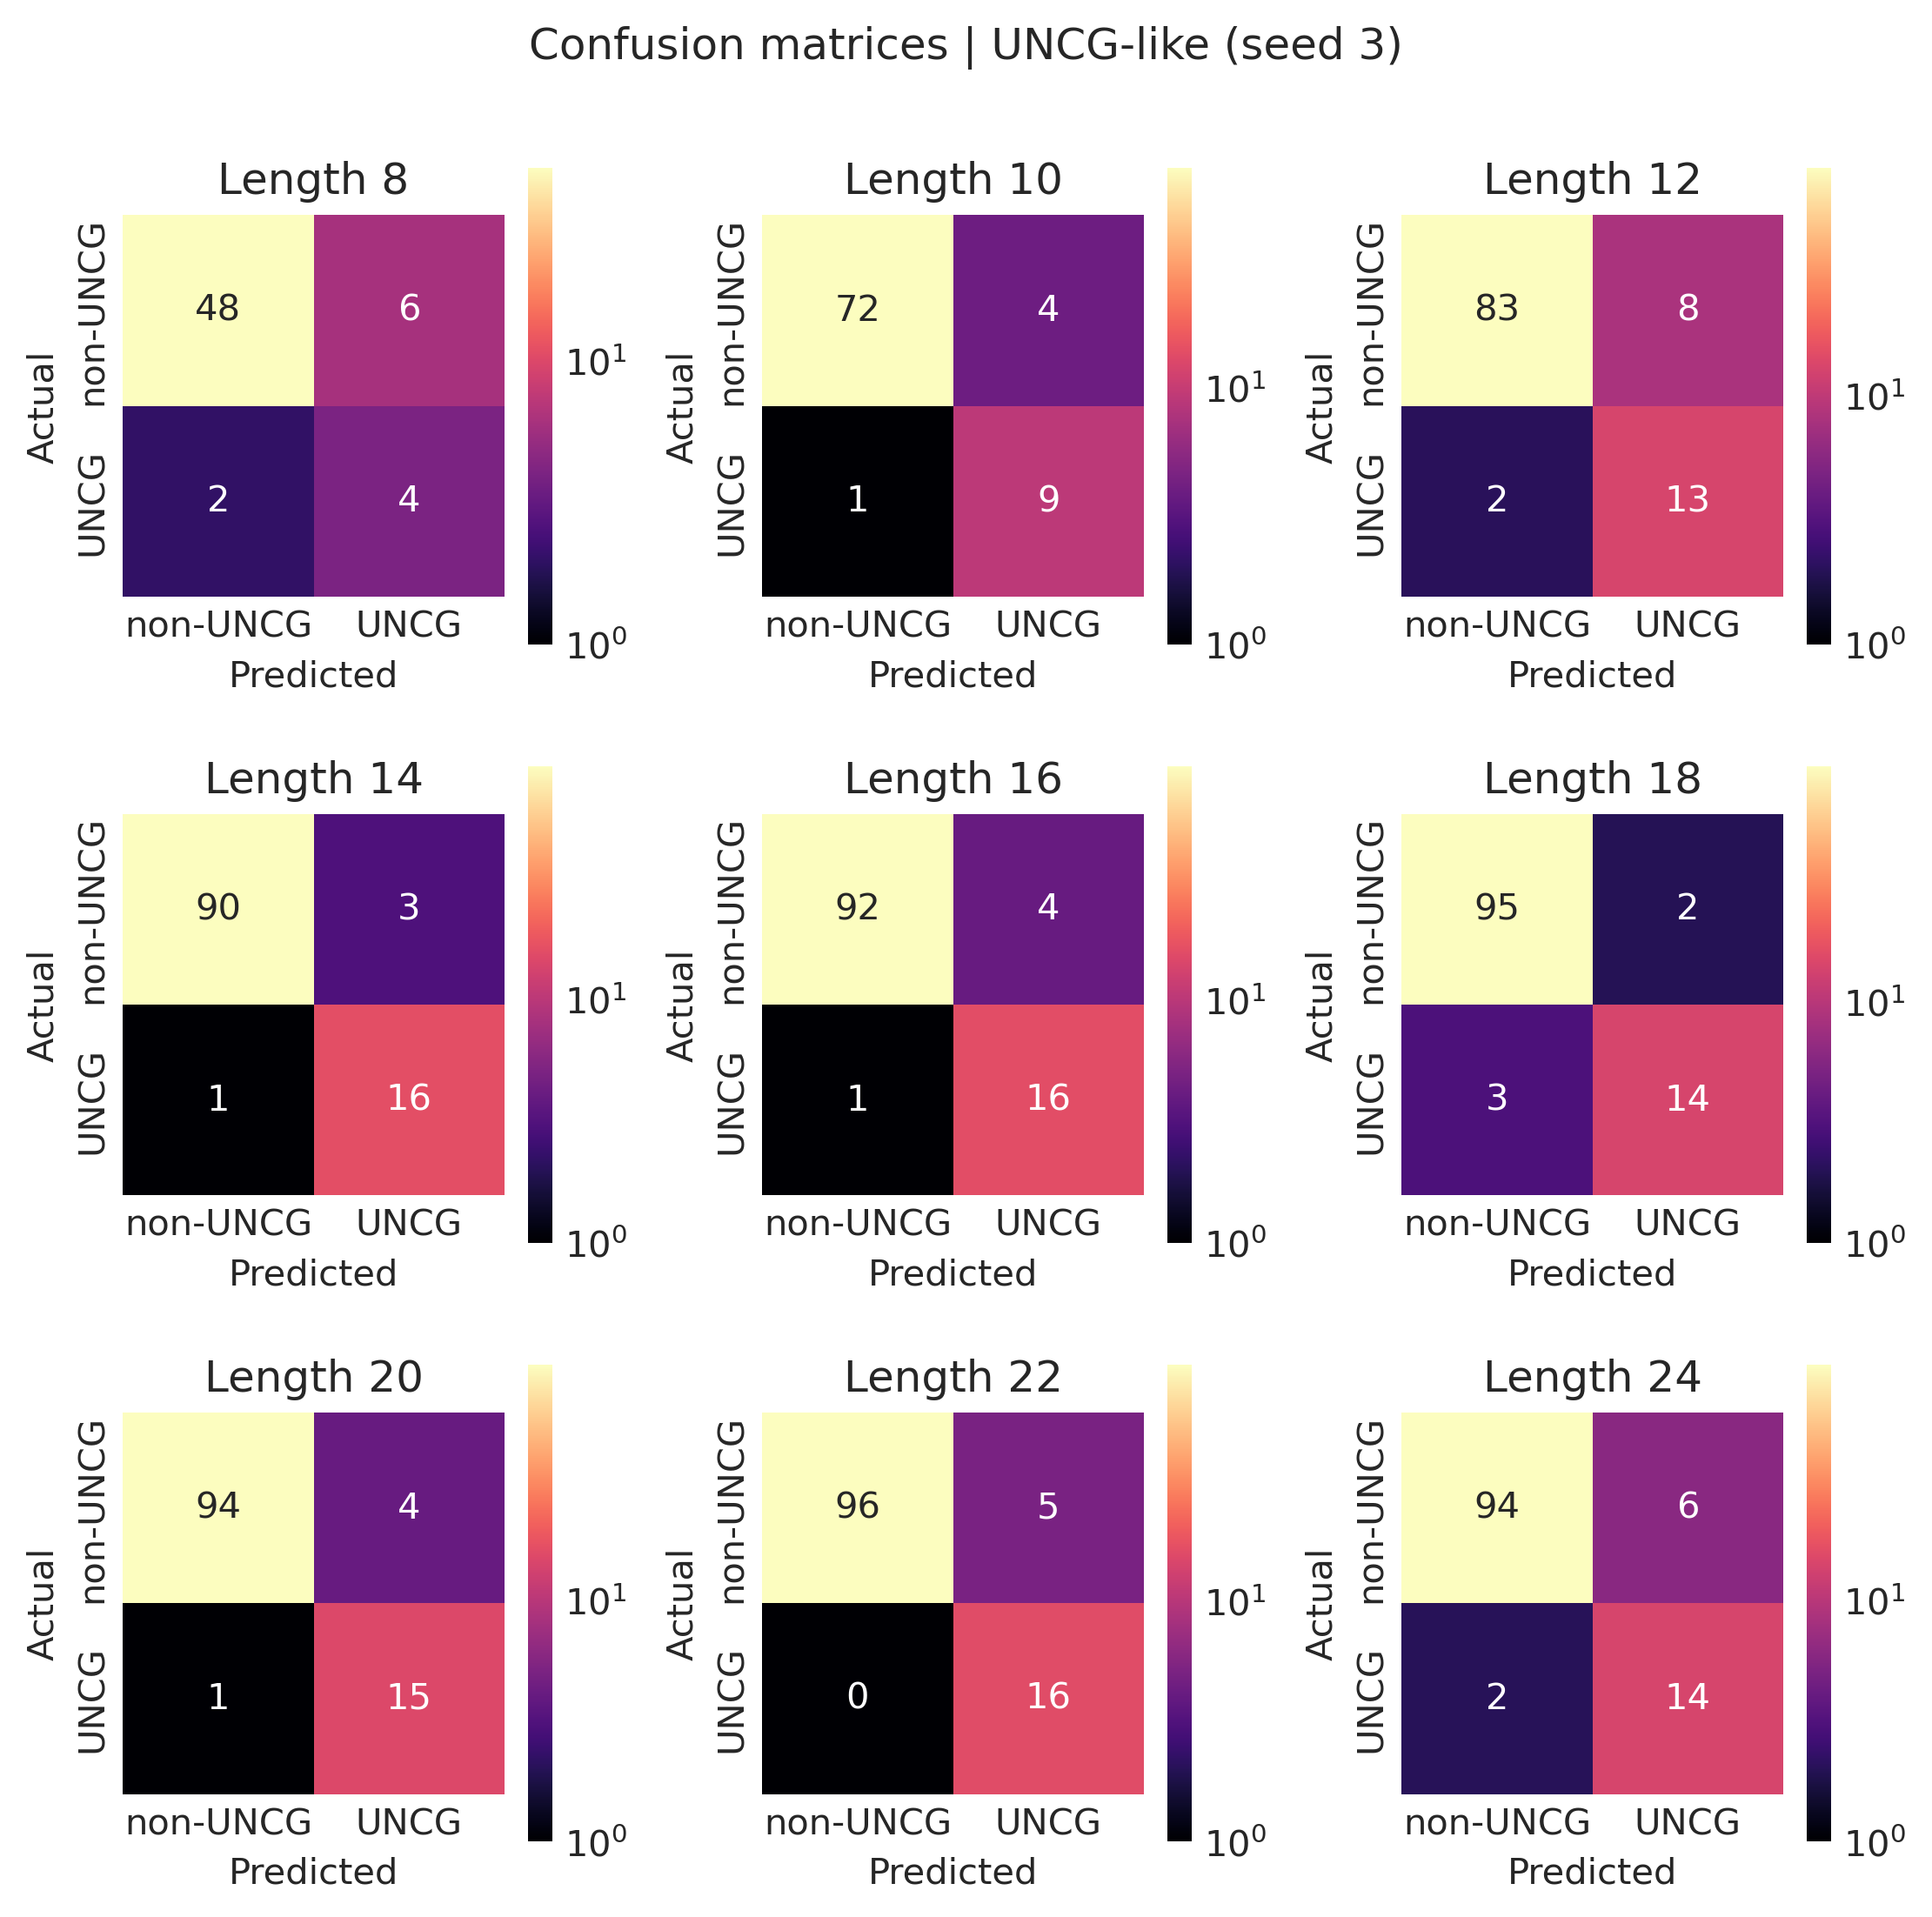 Confusion matrices | UNCG-like (seed 3)
Length 8
Actual
non-UNCG
UNCG
48 6
2 4
non-UNCG UNCG
Predicted
10¹
10⁰
Length 10
Actual
non-UNCG
UNCG
72 4
1 9
non-UNCG UNCG
Predicted
10¹
10⁰
Length 12
Actual
non-UNCG
UNCG
83 8
2 13
non-UNCG UNCG
Predicted
10¹
10⁰
Length 14
Actual
non-UNCG
UNCG
90 3
1 16
non-UNCG UNCG
Predicted
10¹
10⁰
Length 16
Actual
non-UNCG
UNCG
92 4
1 16
non-UNCG UNCG
Predicted
10¹
10⁰
Length 18
Actual
non-UNCG
UNCG
95 2
3 14
non-UNCG UNCG
Predicted
10¹
10⁰
Length 20
Actual
non-UNCG
UNCG
94 4
1 15
non-UNCG UNCG
Predicted
10¹
10⁰
Length 22
Actual
non-UNCG
UNCG
96 5
0 16
non-UNCG UNCG
Predicted
10¹
10⁰
Length 24
Actual
non-UNCG
UNCG
94 6
2 14
non-UNCG UNCG
Predicted
10¹
10⁰